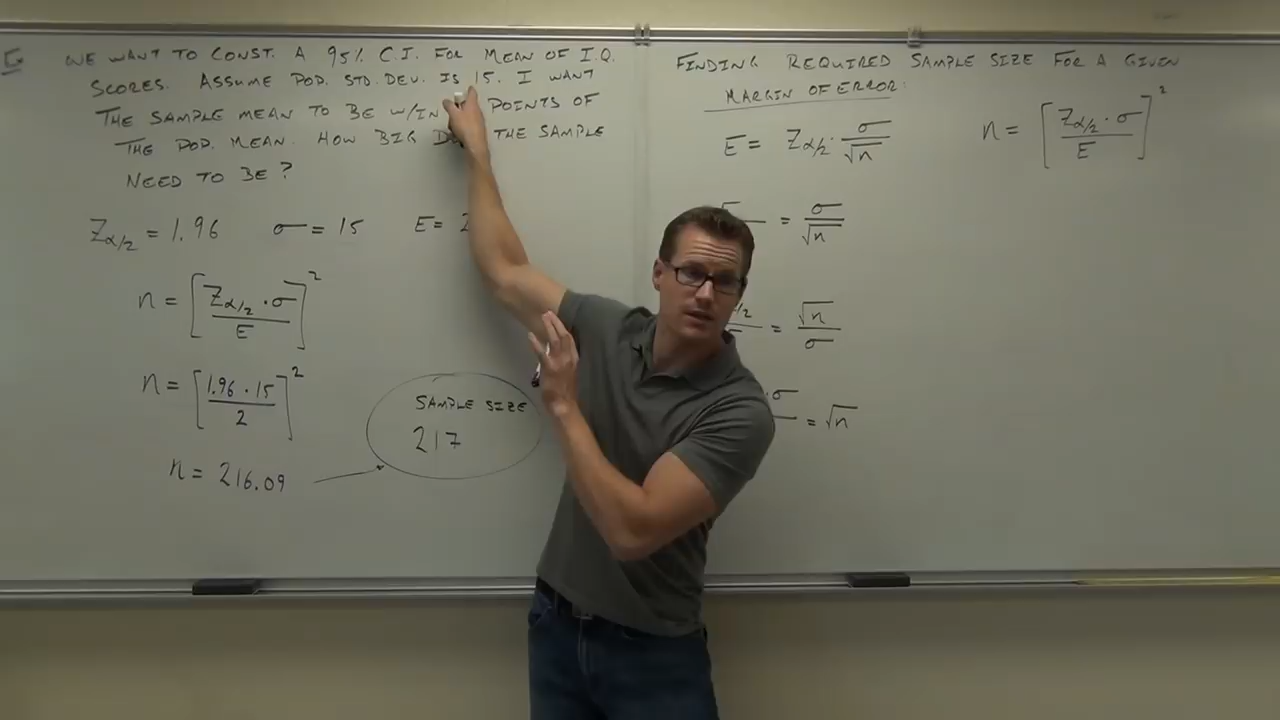 Ex WE WANT TO CONST. A 95% C.I. FOR MEAN OF I.Q.
SCORES. ASSUME POP. STD. DEV. IS 15. I WANT
THE SAMPLE MEAN TO BE W/IN POINTS OF
THE POP. MEAN. HOW BIG THE SAMPLE
NEED TO BE?
Zα/2 = 1.96 σ = 15 E = 2
n = [Zα/2 · σ / E]²
n = [1.96 · 15 / 2]²
SAMPLE SIZE
217
n = 216.09
FINDING REQUIRED SAMPLE SIZE FOR A GIVEN
MARGIN OF ERROR:
E = Zα/2 · σ/√n n = [Zα/2 · σ / E]²
= σ/√n
= √n/σ
· σ = √n